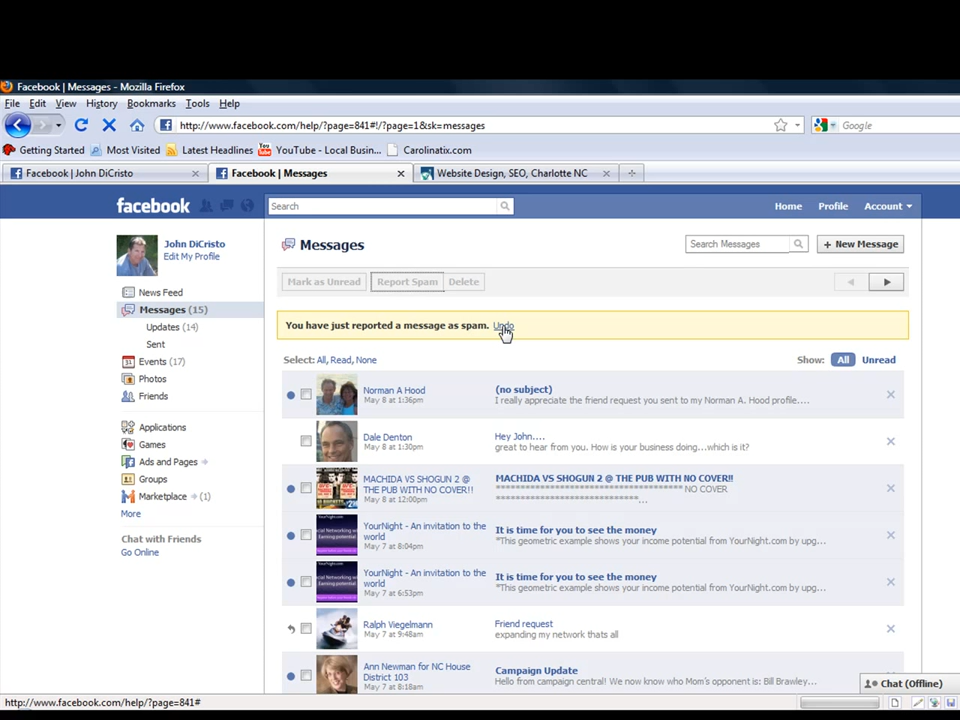 Facebook | Messages - Mozilla Firefox
File Edit View History Bookmarks Tools Help
http://www.facebook.com/help/?page=841#!/?page=1&sk=messages
Google
Getting Started Most Visited Latest Headlines YouTube - Local Busin... Carolinatix.com
Facebook | John DiCristo
Facebook | Messages
Website Design, SEO, Charlotte NC
facebook
Search
Home Profile Account
John DiCristo
Edit My Profile
News Feed
Messages (15)
Updates (14)
Sent
Events (17)
Photos
Friends
Applications
Games
Ads and Pages
Groups
Marketplace (1)
More
Chat with Friends
Go Online
Messages
Search Messages
+ New Message
Mark as Unread Report Spam Delete
You have just reported a message as spam. Undo
Select: All, Read, None
Show: All Unread
Norman A Hood
May 8 at 1:36pm
(no subject)
I really appreciate the friend request you sent to my Norman A. Hood profile....
Dale Denton
May 8 at 1:30pm
Hey John....
great to hear from you. How is your business doing...which is it?
MACHIDA VS SHOGUN 2 @
THE PUB WITH NO COVER!!
May 8 at 12:00pm
MACHIDA VS SHOGUN 2 @ THE PUB WITH NO COVER!!
NO COVER
YourNight - An invitation to the
world
May 7 at 8:04pm
It is time for you to see the money
"This geometric example shows your income potential from YourNight.com by upg...
YourNight - An invitation to the
world
May 7 at 6:53pm
It is time for you to see the money
"This geometric example shows your income potential from YourNight.com by upg...
Ralph Viegelmann
May 7 at 9:48am
Friend request
expanding my network thats all
Ann Newman for NC House
District 103
May 7 at 8:18am
Campaign Update
Hello from campaign central! We now know who Mom's opponent is: Bill Brawley...
Chat (Offline)
http://www.facebook.com/help/?page=841#